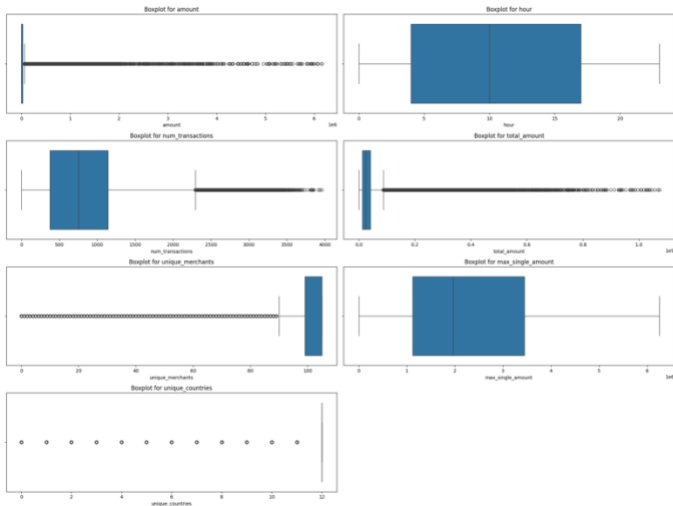 Boxplot for amount
0 1 2 3 4 5 6
1e6
amount
Boxplot for hour
0 5 10 15 20
hour
Boxplot for num_transactions
0 500 1000 1500 2000 2500 3000 3500 4000
num_transactions
Boxplot for total_amount
0.0 0.2 0.4 0.6 0.8 1.0
total_amount
Boxplot for unique_merchants
0 20 40 60 80 100
unique_merchants
Boxplot for max_single_amount
0 1 2 3 4 5 6
1e6
max_single_amount
Boxplot for unique_countries
0 2 4 6 8 10 12
unique_countries